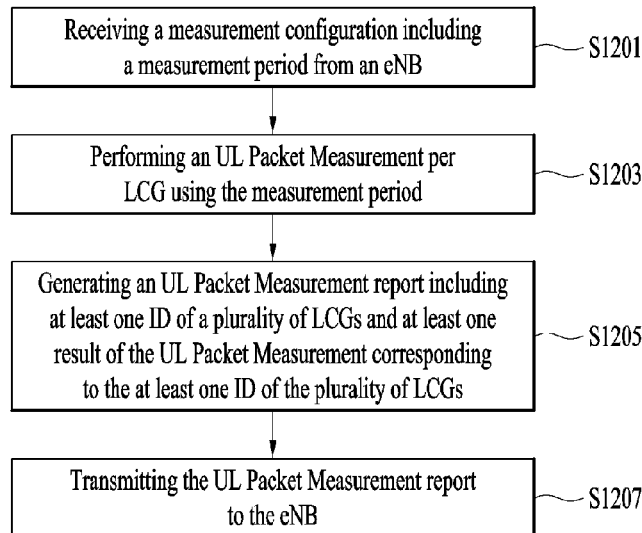 Receiving a measurement configuration including
a measurement period from an eNB
S1201
Performing an UL Packet Measurement per
LCG using the measurement period
S1203
Generating an UL Packet Measurement report including
at least one ID of a plurality of LCGs and at least one
result of the UL Packet Measurement corresponding
to the at least one ID of the plurality of LCGs
S1205
Transmitting the UL Packet Measurement report
to the eNB
S1207